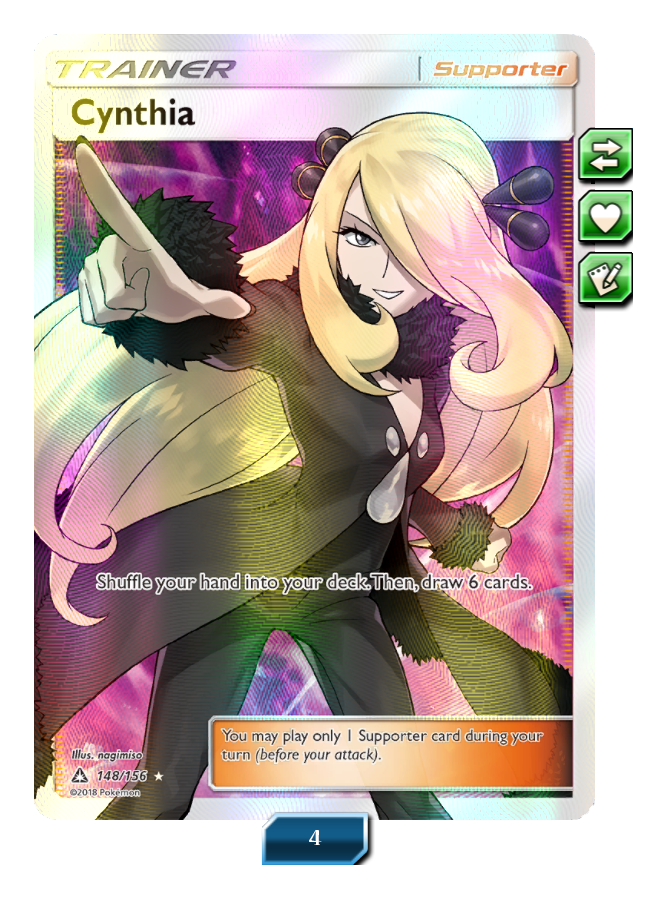 TRAINER
Supporter
Cynthia
Shuffle your hand into your deck. Then, draw 6 cards.
You may play only 1 Supporter card during your
turn (before your attack).
Illus. nagimiso
148/156
©2018 Pokémon
4